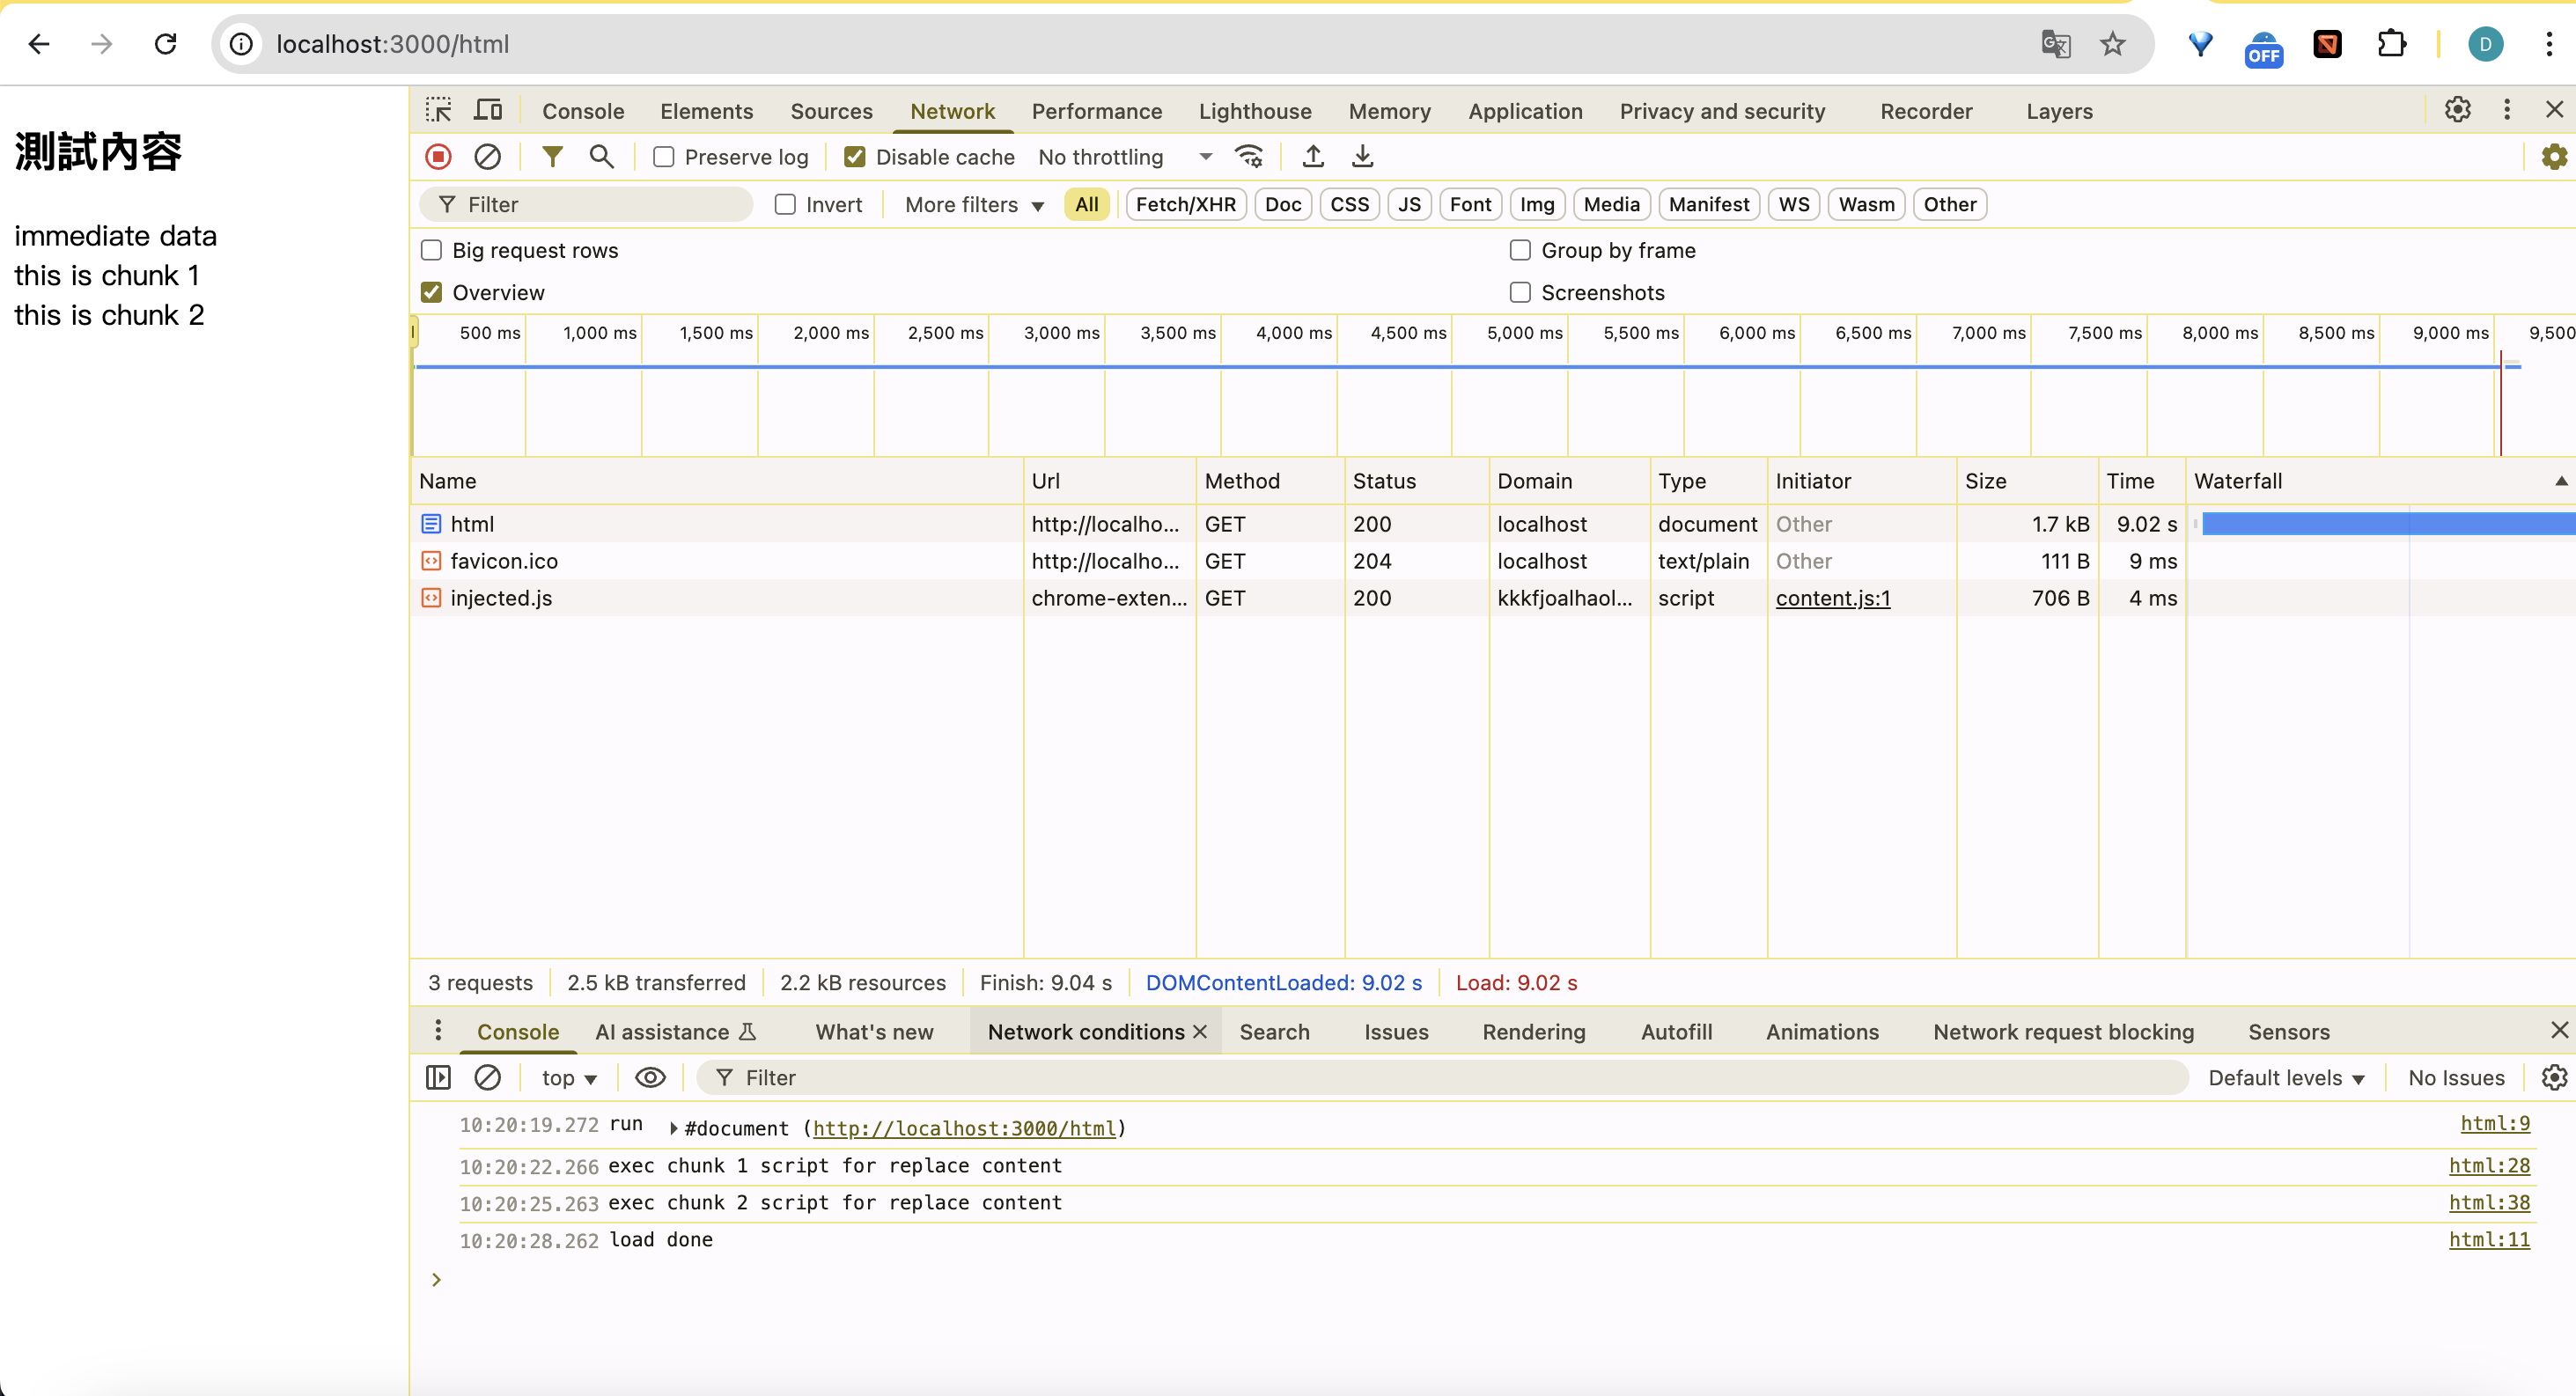 localhost:3000/html
OFF
D
測試內容
immediate data
this is chunk 1
this is chunk 2
Console Elements Sources Network Performance Lighthouse Memory Application Privacy and security Recorder Layers
Preserve log Disable cache No throttling
Filter Invert More filters All Fetch/XHR Doc CSS JS Font Img Media Manifest WS Wasm Other
Big request rows Group by frame
Overview Screenshots
500 ms 1,000 ms 1,500 ms 2,000 ms 2,500 ms 3,000 ms 3,500 ms 4,000 ms 4,500 ms 5,000 ms 5,500 ms 6,000 ms 6,500 ms 7,000 ms 7,500 ms 8,000 ms 8,500 ms 9,000 ms 9,500
Name Url Method Status Domain Type Initiator Size Time Waterfall
html http://localho... GET 200 localhost document Other 1.7 kB 9.02 s
favicon.ico http://localho... GET 204 localhost text/plain Other 111 B 9 ms
injected.js chrome-exten... GET 200 kkkfjoalhaol... script content.js:1 706 B 4 ms
3 requests 2.5 kB transferred 2.2 kB resources Finish: 9.04 s DOMContentLoaded: 9.02 s Load: 9.02 s
Console AI assistance What's new Network conditions Search Issues Rendering Autofill Animations Network request blocking Sensors
top Filter Default levels No Issues
10:20:19.272 run #document (http://localhost:3000/html) html:9
10:20:22.266 exec chunk 1 script for replace content html:28
10:20:25.263 exec chunk 2 script for replace content html:38
10:20:28.262 load done html:11